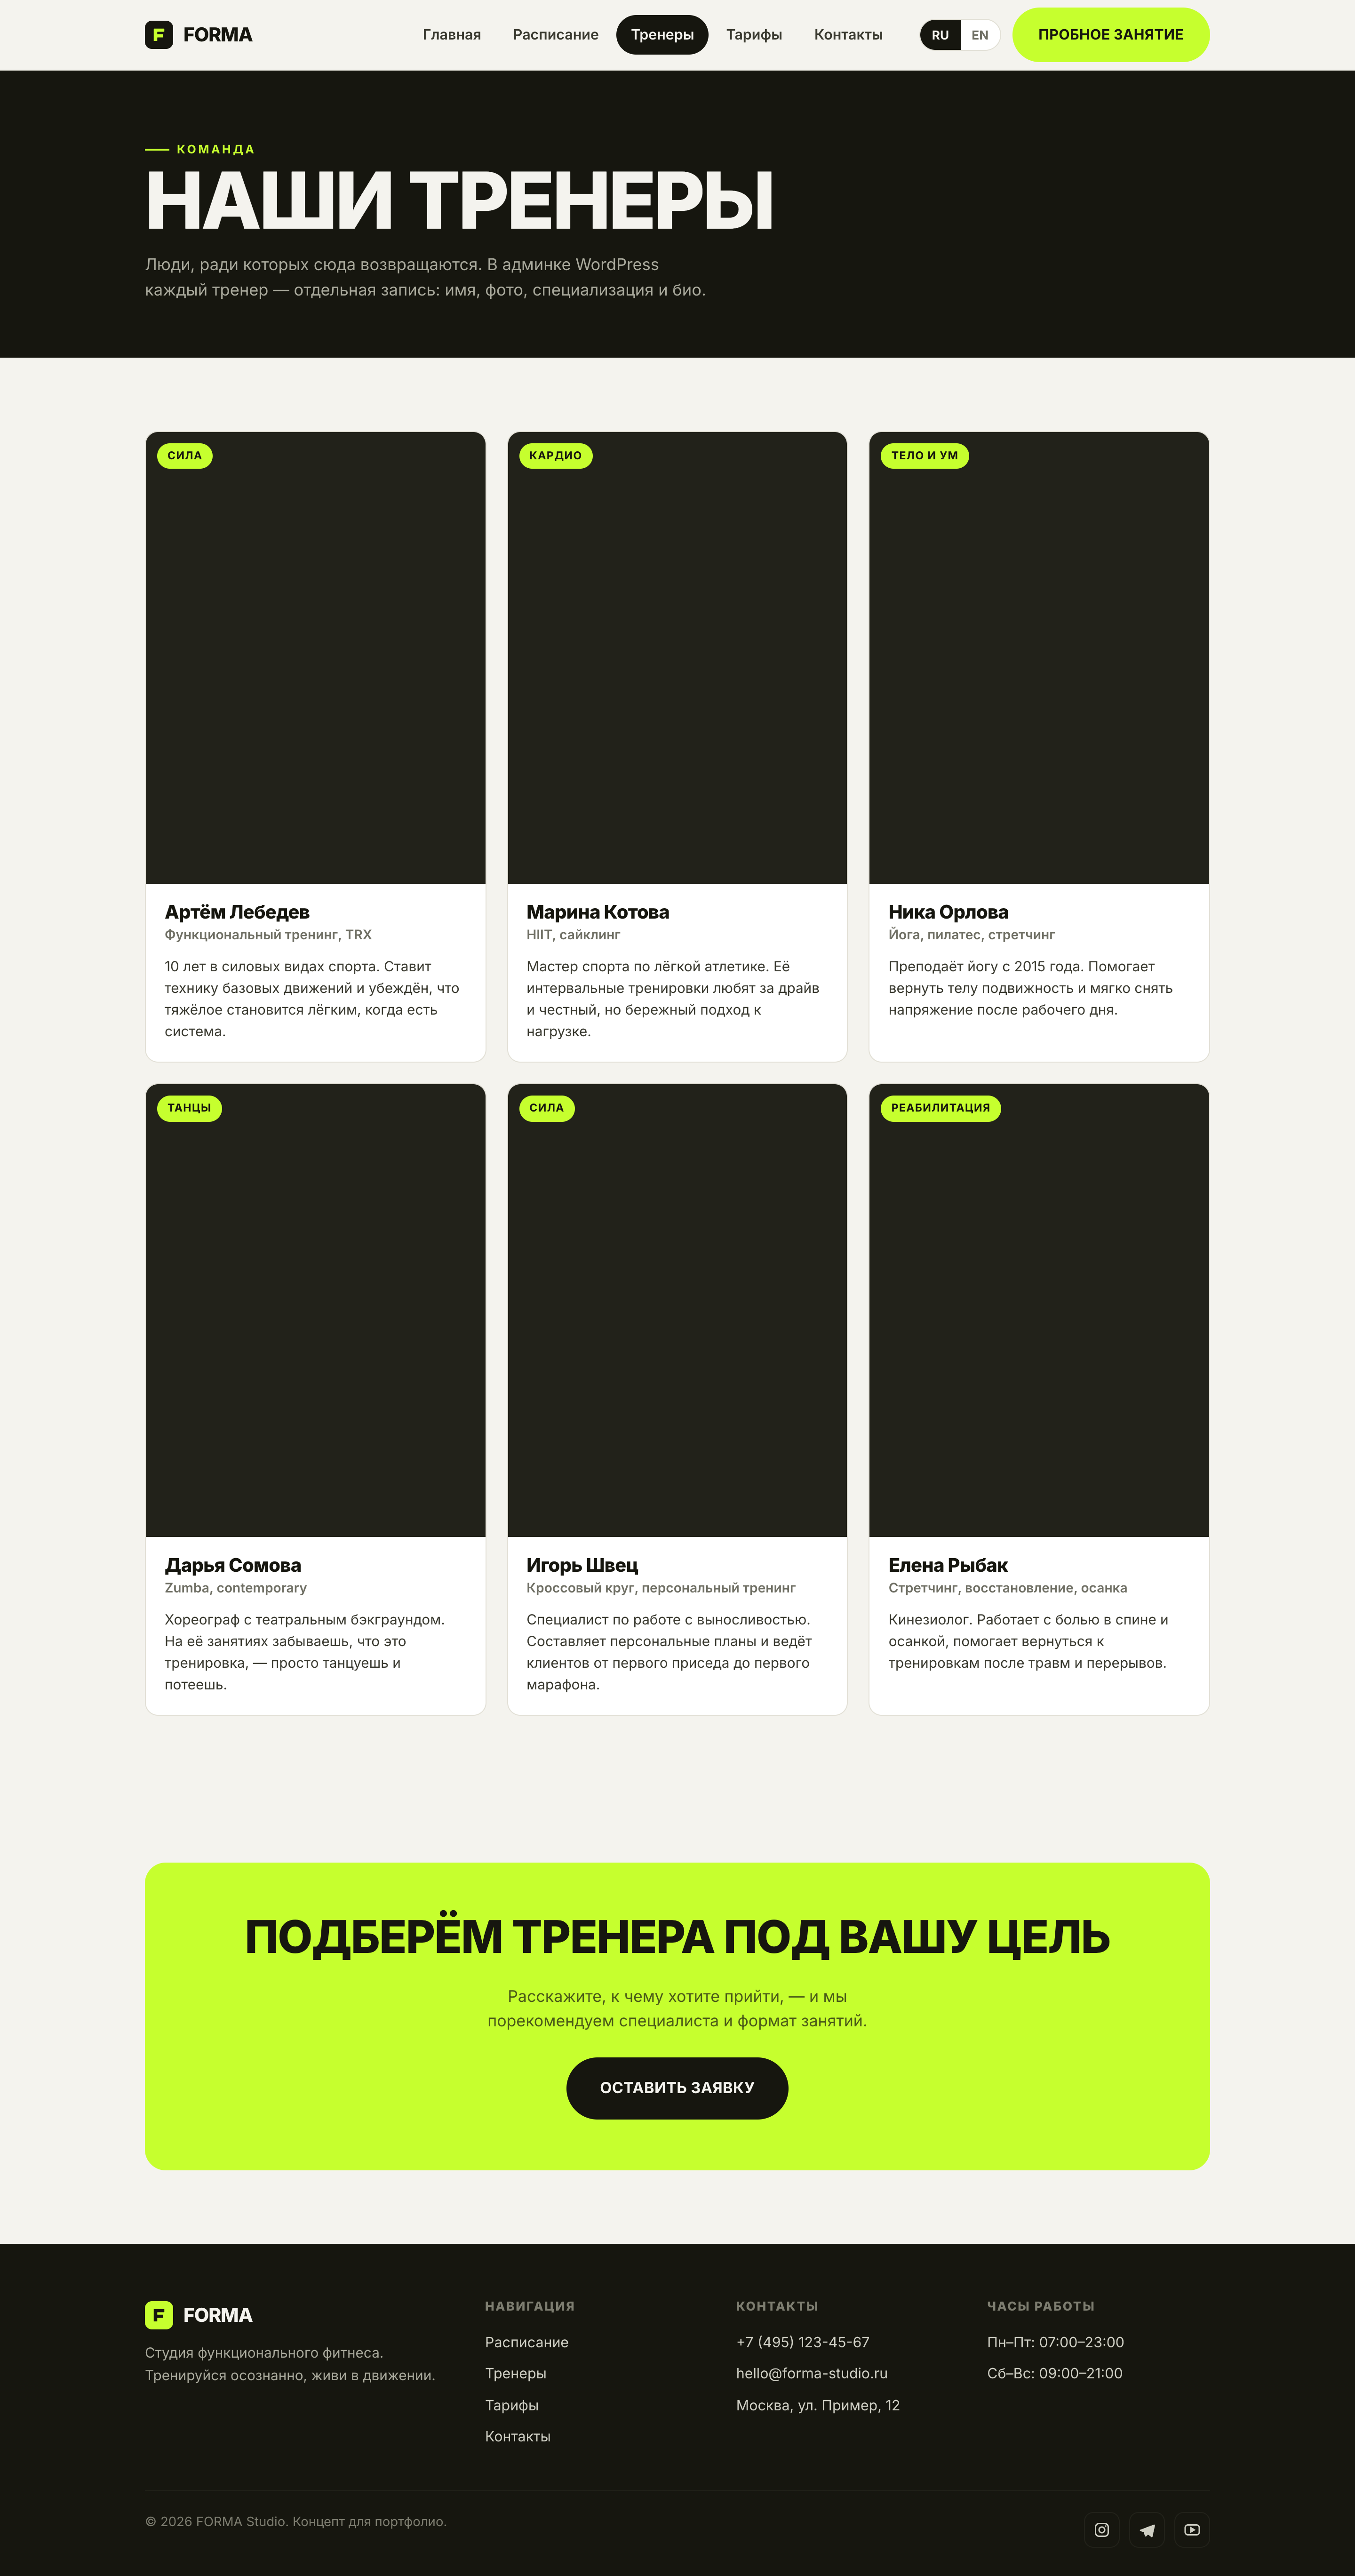 F FORMA
Главная Расписание Тренеры Тарифы Контакты RU EN ПРОБНОЕ ЗАНЯТИЕ
КОМАНДА
НАШИ ТРЕНЕРЫ
Люди, ради которых сюда возвращаются. В админке WordPress
каждый тренер — отдельная запись: имя, фото, специализация и био.
СИЛА
Артём Лебедев
Функциональный тренинг, TRX
10 лет в силовых видах спорта. Ставит
технику базовых движений и убеждён, что
тяжёлое становится лёгким, когда есть
система.
КАРДИО
Марина Котова
HIIT, сайклинг
Мастер спорта по лёгкой атлетике. Её
интервальные тренировки любят за драйв
и честный, но бережный подход к
нагрузке.
ТЕЛО И УМ
Ника Орлова
Йога, пилатес, стретчинг
Преподаёт йогу с 2015 года. Помогает
вернуть телу подвижность и мягко снять
напряжение после рабочего дня.
ТАНЦЫ
Дарья Сомова
Zumba, contemporary
Хореограф с театральным бэкграундом.
На её занятиях забываешь, что это
тренировка, — просто танцуешь и
потеешь.
СИЛА
Игорь Швец
Кроссовый круг, персональный тренинг
Специалист по работе с выносливостью.
Составляет персональные планы и ведёт
клиентов от первого приседа до первого
марафона.
РЕАБИЛИТАЦИЯ
Елена Рыбак
Стретчинг, восстановление, осанка
Кинезиолог. Работает с болью в спине и
осанкой, помогает вернуться к
тренировкам после травм и перерывов.
ПОДБЕРЁМ ТРЕНЕРА ПОД ВАШУ ЦЕЛЬ
Расскажите, к чему хотите прийти, — и мы
порекомендуем специалиста и формат занятий.
ОСТАВИТЬ ЗАЯВКУ
F FORMA
Студия функционального фитнеса.
Тренируйся осознанно, живи в движении.
НАВИГАЦИЯ
Расписание
Тренеры
Тарифы
Контакты
КОНТАКТЫ
+7 (495) 123-45-67
hello@forma-studio.ru
Москва, ул. Пример, 12
ЧАСЫ РАБОТЫ
Пн–Пт: 07:00–23:00
Сб–Вс: 09:00–21:00
© 2026 FORMA Studio. Концепт для портфолио.